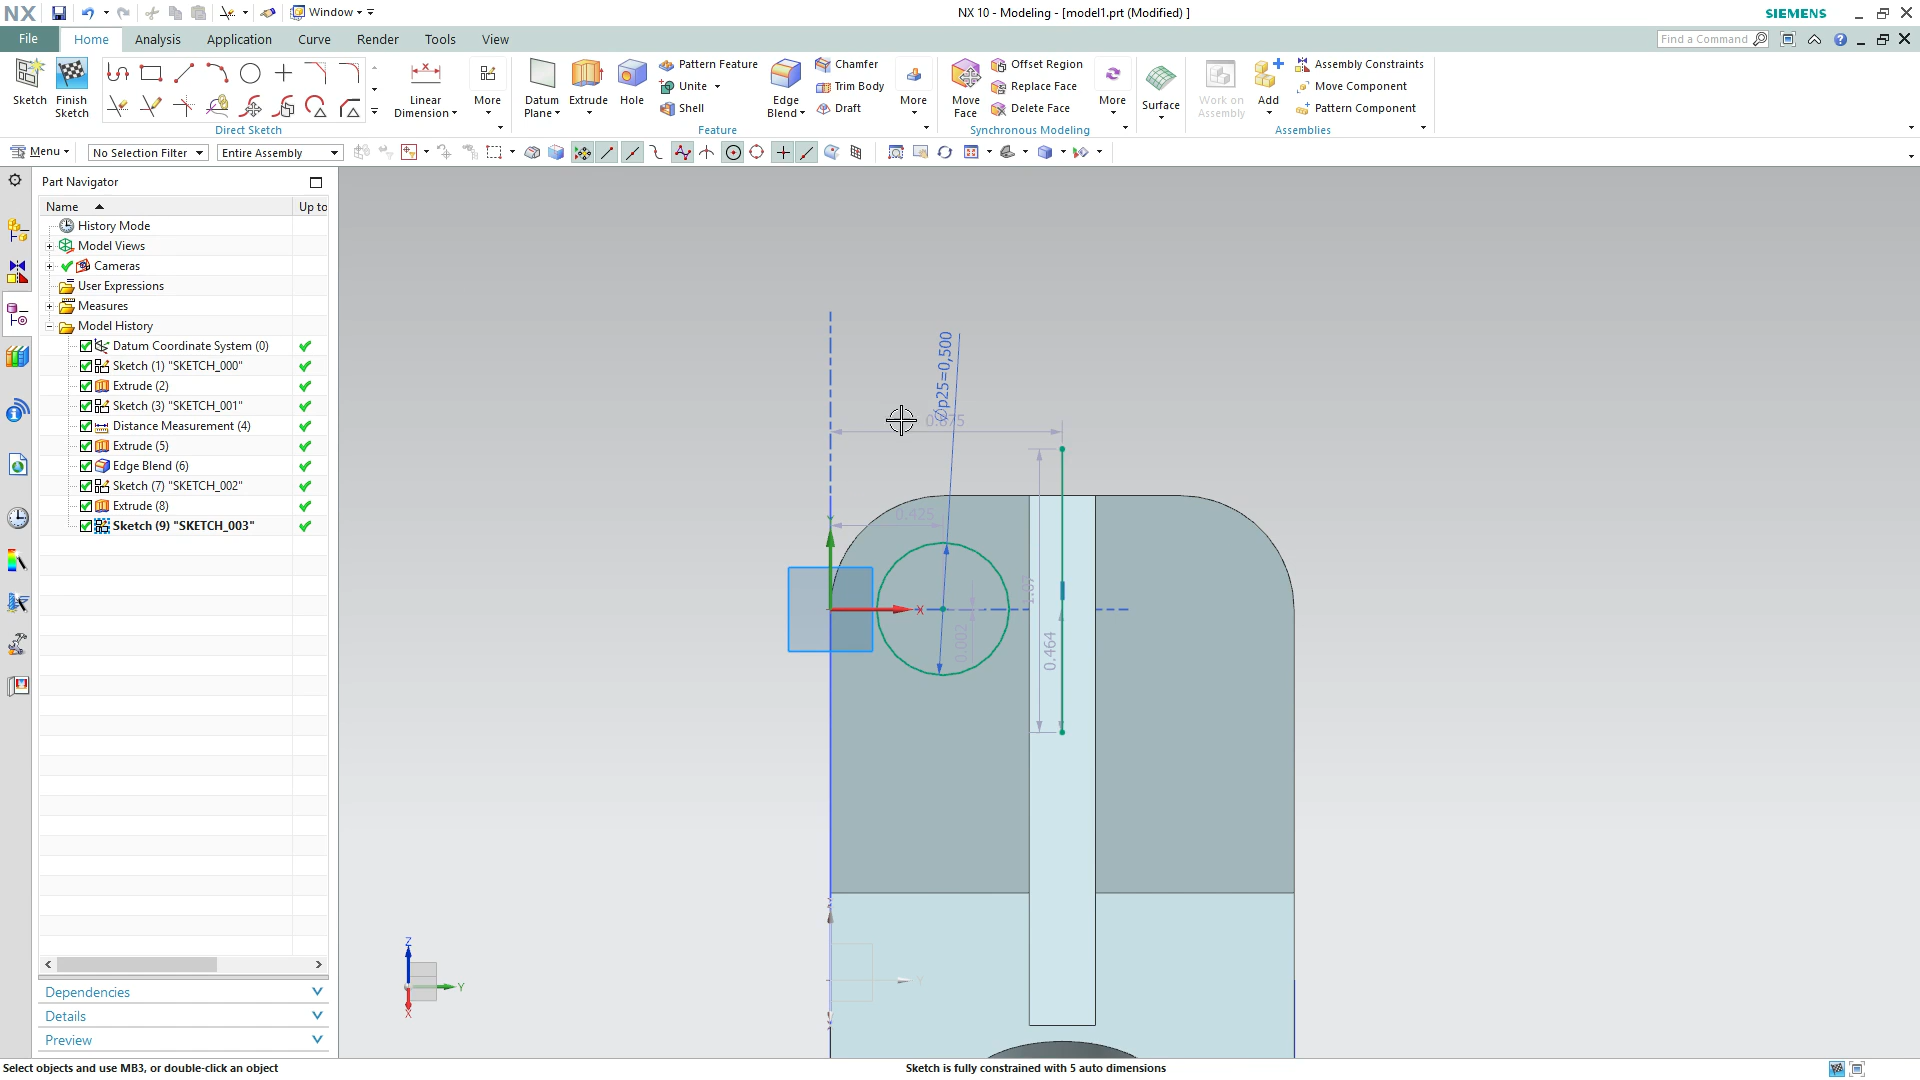 NX
Window
NX 10 - Modeling - [model1.prt (Modified) ]
SIEMENS
File
Home
Analysis
Application
Curve
Render
Tools
View
Find a Command
Sketch
Finish Sketch
Direct Sketch
Linear Dimension
More
Datum Plane
Extrude
Hole
Pattern Feature
Unite
Shell
Edge Blend
Chamfer
Trim Body
Draft
More
Feature
Move Face
Offset Region
Replace Face
Delete Face
More
Synchronous Modeling
Surface
Work on Assembly
Add
Assembly Constraints
Move Component
Pattern Component
Assemblies
Menu
No Selection Filter
Entire Assembly
Part Navigator
Name
Up to
History Mode
Model Views
Cameras
User Expressions
Measures
Model History
Datum Coordinate System (0)
Sketch (1) "SKETCH_000"
Extrude (2)
Sketch (3) "SKETCH_001"
Distance Measurement (4)
Extrude (5)
Edge Blend (6)
Sketch (7) "SKETCH_002"
Extrude (8)
Sketch (9) "SKETCH_003"
Dependencies
Details
Preview
Øp25=0,500
0.425
0.002
0.464
X
Z
Y
X
Y
Select objects and use MB3, or double-click an object
Sketch is fully constrained with 5 auto dimensions